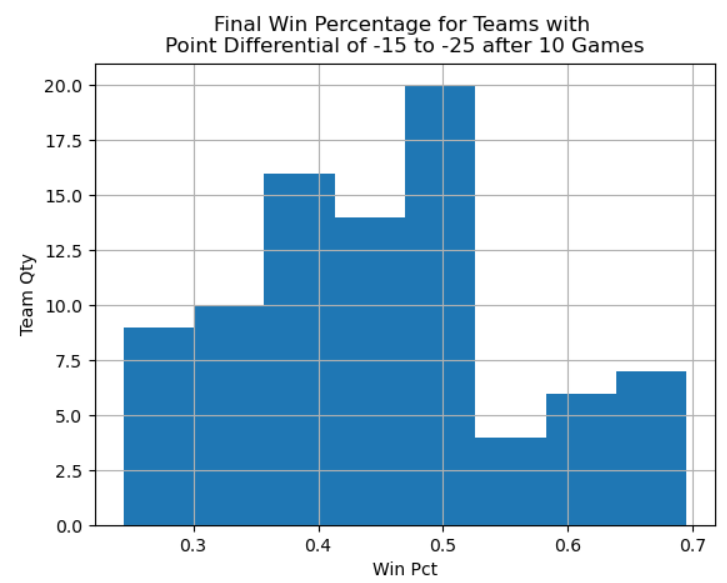 Final Win Percentage for Teams with
Point Differential of -15 to -25 after 10 Games
20.0
17.5
15.0
12.5
10.0
7.5
5.0
2.5
0.0
Team Qty
0.3 0.4 0.5 0.6 0.7
Win Pct